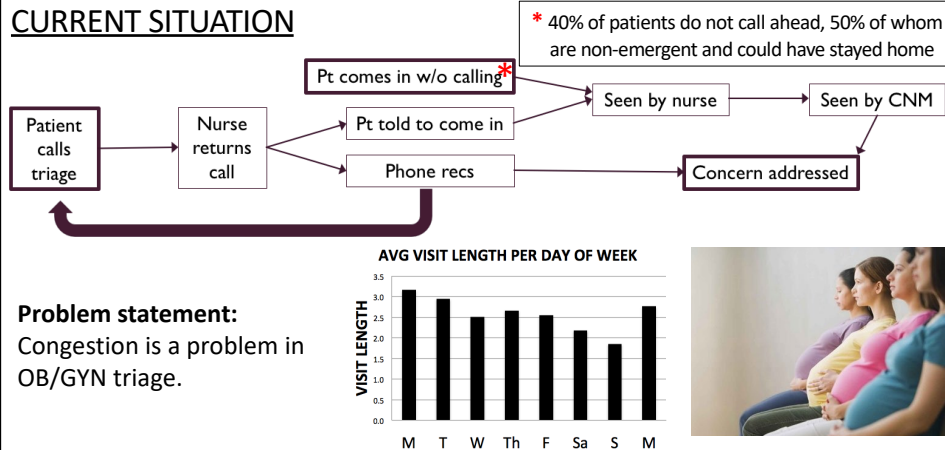 CURRENT SITUATION
* 40% of patients do not call ahead, 50% of whom
are non-emergent and could have stayed home
Pt comes in w/o calling*
Patient
calls
triage
Nurse
returns
call
Pt told to come in
Phone recs
Seen by nurse
Seen by CNM
Concern addressed
Problem statement:
Congestion is a problem in
OB/GYN triage.
AVG VISIT LENGTH PER DAY OF WEEK
VISIT LENGTH
3.5
3.0
2.5
2.0
1.5
1.0
0.5
0.0
M T W Th F Sa S M